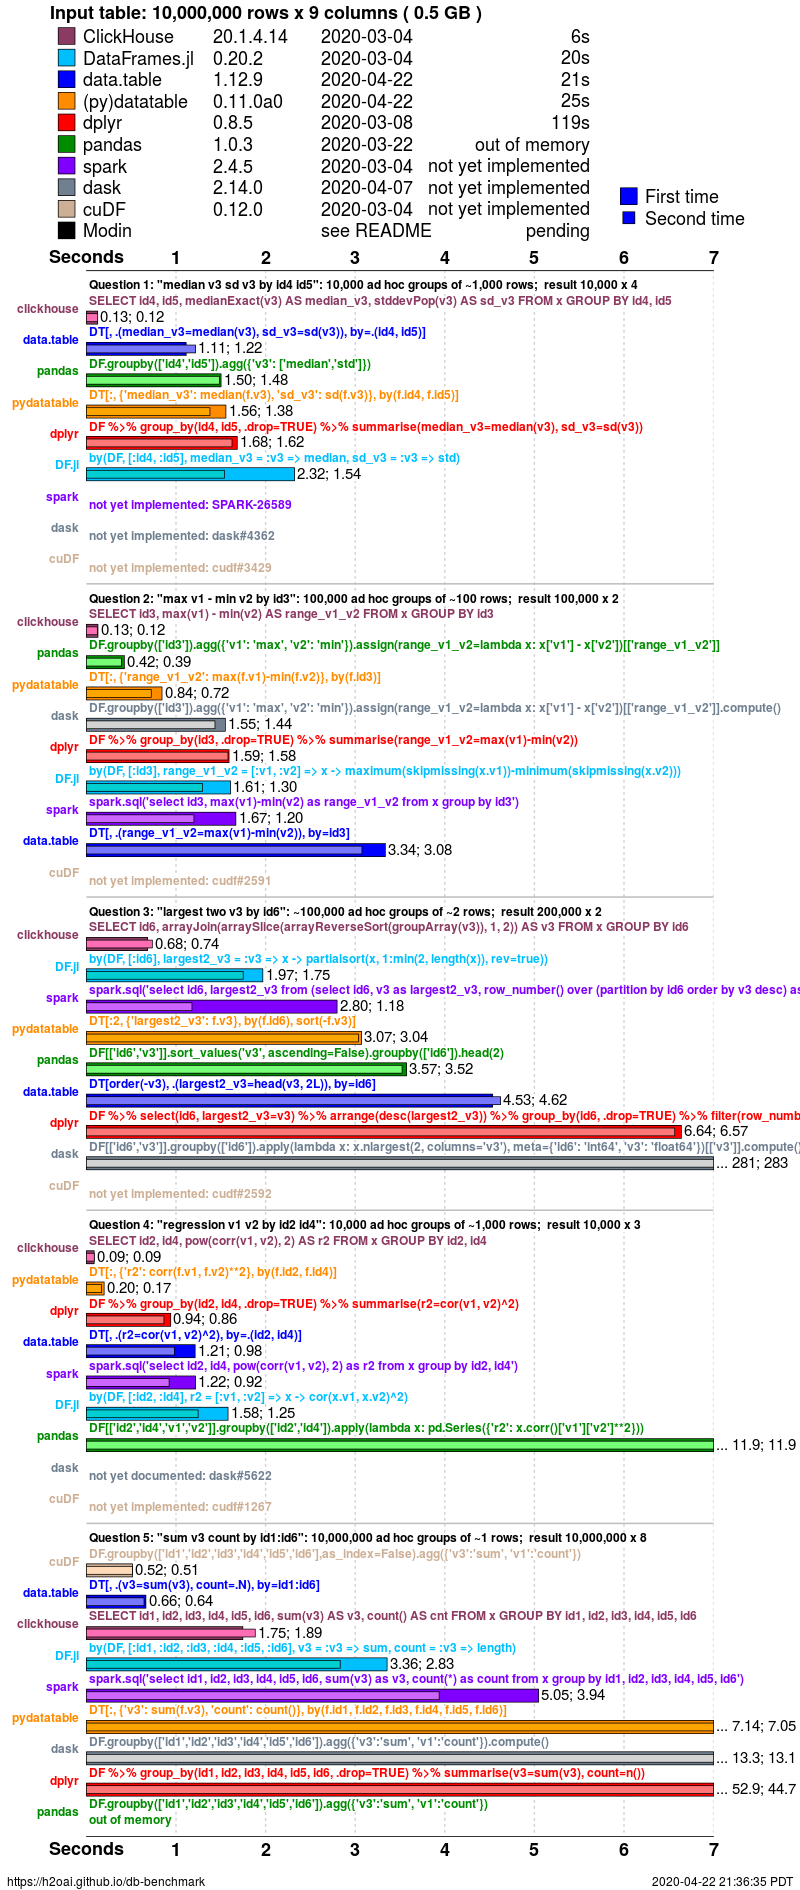 Input table: 10,000,000 rows x 9 columns ( 0.5 GB )
ClickHouse 20.1.4.14 2020-03-04 6s
DataFrames.jl 0.20.2 2020-03-04 20s
data.table 1.12.9 2020-04-22 21s
(py)datatable 0.11.0a0 2020-04-22 25s
dplyr 0.8.5 2020-03-08 119s
pandas 1.0.3 2020-03-22 out of memory
spark 2.4.5 2020-03-04 not yet implemented
dask 2.14.0 2020-04-07 not yet implemented
First time
cuDF 0.12.0 2020-03-04 not yet implemented
Second time
Modin see README pending
Seconds 1 2 3 4 5 6 7
Question 1: "median v3 sd v3 by id4 id5": 10,000 ad hoc groups of ~1,000 rows; result 10,000 x 4
SELECT id4, id5, medianExact(v3) AS median_v3, stddevPop(v3) AS sd_v3 FROM x GROUP BY id4, id5
clickhouse 0.13; 0.12
DT[, .(median_v3=median(v3), sd_v3=sd(v3)), by=.(id4, id5)]
data.table 1.11; 1.22
DF.groupby(['id4','id5']).agg({'v3': ['median','std']})
pandas 1.50; 1.48
DT[:, {'median_v3': median(f.v3), 'sd_v3': sd(f.v3)}, by(f.id4, f.id5)]
pydatatable 1.56; 1.38
DF %>% group_by(id4, id5, .drop=TRUE) %>% summarise(median_v3=median(v3), sd_v3=sd(v3))
dplyr 1.68; 1.62
by(DF, [:id4, :id5], median_v3 = :v3 => median, sd_v3 = :v3 => std)
DF.jl 2.32; 1.54
spark not yet implemented: SPARK-26589
dask not yet implemented: dask#4362
cuDF not yet implemented: cudf#3429
Question 2: "max v1 - min v2 by id3": 100,000 ad hoc groups of ~100 rows; result 100,000 x 2
SELECT id3, max(v1) - min(v2) AS range_v1_v2 FROM x GROUP BY id3
clickhouse 0.13; 0.12
DF.groupby(['id3']).agg({'v1': 'max', 'v2': 'min'}).assign(range_v1_v2=lambda x: x['v1'] - x['v2'])[['range_v1_v2']]
pandas 0.42; 0.39
DT[:, {'range_v1_v2': max(f.v1)-min(f.v2)}, by(f.id3)]
pydatatable 0.84; 0.72
DF.groupby(['id3']).agg({'v1': 'max', 'v2': 'min'}).assign(range_v1_v2=lambda x: x['v1'] - x['v2'])[['range_v1_v2']].compute()
dask 1.55; 1.44
DF %>% group_by(id3, .drop=TRUE) %>% summarise(range_v1_v2=max(v1)-min(v2))
dplyr 1.59; 1.58
by(DF, [:id3], range_v1_v2 = [:v1, :v2] => x -> maximum(skipmissing(x.v1))-minimum(skipmissing(x.v2)))
DF.jl 1.61; 1.30
spark.sql('select id3, max(v1)-min(v2) as range_v1_v2 from x group by id3')
spark 1.67; 1.20
DT[, .(range_v1_v2=max(v1)-min(v2)), by=id3]
data.table 3.34; 3.08
cuDF not yet implemented: cudf#2591
Question 3: "largest two v3 by id6": ~100,000 ad hoc groups of ~2 rows; result 200,000 x 2
SELECT id6, arrayJoin(arraySlice(arrayReverseSort(groupArray(v3)), 1, 2)) AS v3 FROM x GROUP BY id6
clickhouse 0.68; 0.74
by(DF, [:id6], largest2_v3 = :v3 => x -> partialsort(x, 1:min(2, length(x)), rev=true))
DF.jl 1.97; 1.75
spark.sql('select id6, largest2_v3 from (select id6, v3 as largest2_v3, row_number() over (partition by id6 order by v3 desc) as
spark 2.80; 1.18
DT[:2, {'largest2_v3': f.v3}, by(f.id6), sort(-f.v3)]
pydatatable 3.07; 3.04
DF[['id6','v3']].sort_values('v3', ascending=False).groupby(['id6']).head(2)
pandas 3.57; 3.52
DT[order(-v3), .(largest2_v3=head(v3, 2L)), by=id6]
data.table 4.53; 4.62
DF %>% select(id6, largest2_v3=v3) %>% arrange(desc(largest2_v3)) %>% group_by(id6, .drop=TRUE) %>% filter(row_numb
dplyr 6.64; 6.57
DF[['id6','v3']].groupby(['id6']).apply(lambda x: x.nlargest(2, columns='v3'), meta={'id6': 'int64', 'v3': 'float64'})[['v3']].compute()
dask ... 281; 283
cuDF not yet implemented: cudf#2592
Question 4: "regression v1 v2 by id2 id4": 10,000 ad hoc groups of ~1,000 rows; result 10,000 x 3
SELECT id2, id4, pow(corr(v1, v2), 2) AS r2 FROM x GROUP BY id2, id4
clickhouse 0.09; 0.09
DT[:, {'r2': corr(f.v1, f.v2)**2}, by(f.id2, f.id4)]
pydatatable 0.20; 0.17
DF %>% group_by(id2, id4, .drop=TRUE) %>% summarise(r2=cor(v1, v2)^2)
dplyr 0.94; 0.86
DT[, .(r2=cor(v1, v2)^2), by=.(id2, id4)]
data.table 1.21; 0.98
spark.sql('select id2, id4, pow(corr(v1, v2), 2) as r2 from x group by id2, id4')
spark 1.22; 0.92
by(DF, [:id2, :id4], r2 = [:v1, :v2] => x -> cor(x.v1, x.v2)^2)
DF.jl 1.58; 1.25
DF[['id2','id4','v1','v2']].groupby(['id2','id4']).apply(lambda x: pd.Series({'r2': x.corr()['v1']['v2']**2}))
pandas ... 11.9; 11.9
dask not yet documented: dask#5622
cuDF not yet implemented: cudf#1267
Question 5: "sum v3 count by id1:id6": 10,000,000 ad hoc groups of ~1 rows; result 10,000,000 x 8
DF.groupby(['id1','id2','id3','id4','id5','id6'],as_index=False).agg({'v3':'sum', 'v1':'count'})
cuDF 0.52; 0.51
DT[, .(v3=sum(v3), count=.N), by=id1:id6]
data.table 0.66; 0.64
SELECT id1, id2, id3, id4, id5, id6, sum(v3) AS v3, count() AS cnt FROM x GROUP BY id1, id2, id3, id4, id5, id6
clickhouse 1.75; 1.89
by(DF, [:id1, :id2, :id3, :id4, :id5, :id6], v3 = :v3 => sum, count = :v3 => length)
DF.jl 3.36; 2.83
spark.sql('select id1, id2, id3, id4, id5, id6, sum(v3) as v3, count(*) as count from x group by id1, id2, id3, id4, id5, id6')
spark 5.05; 3.94
DT[:, {'v3': sum(f.v3), 'count': count()}, by(f.id1, f.id2, f.id3, f.id4, f.id5, f.id6)]
pydatatable ... 7.14; 7.05
DF.groupby(['id1','id2','id3','id4','id5','id6']).agg({'v3':'sum', 'v1':'count'}).compute()
dask ... 13.3; 13.1
DF %>% group_by(id1, id2, id3, id4, id5, id6, .drop=TRUE) %>% summarise(v3=sum(v3), count=n())
dplyr ... 52.9; 44.7
DF.groupby(['id1','id2','id3','id4','id5','id6']).agg({'v3':'sum', 'v1':'count'})
pandas out of memory
Seconds 1 2 3 4 5 6 7
https://h2oai.github.io/db-benchmark 2020-04-22 21:36:35 PDT